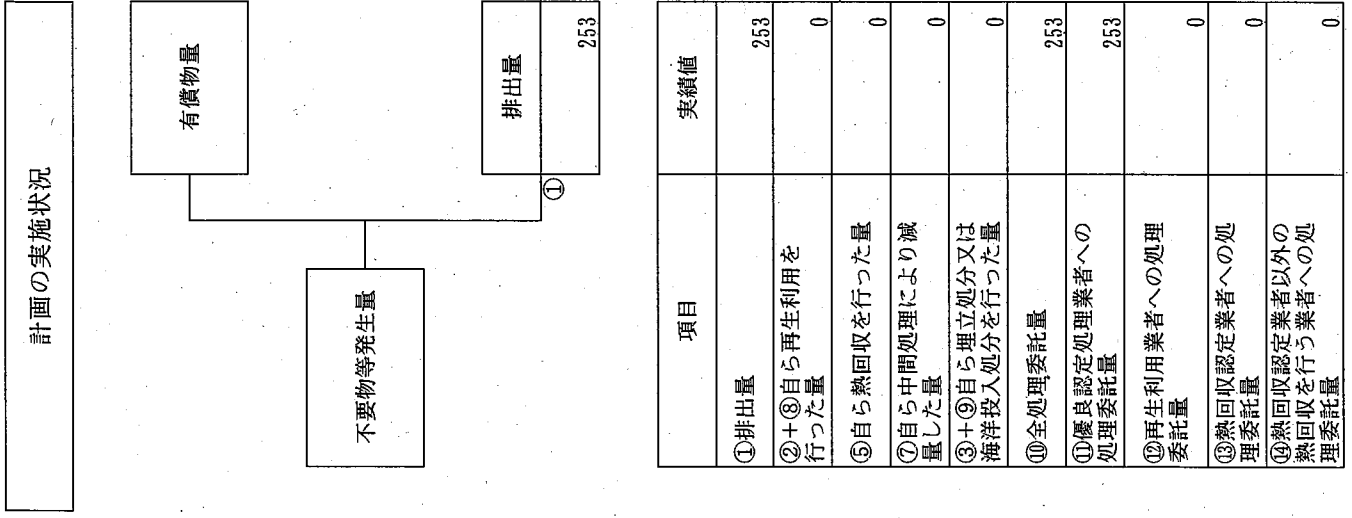 計画の実施状況
有償物量
不要物等発生量
排出量
①
253
項目
実績値
①排出量
253
②+⑧自ら再生利用を
行った量
0
⑤自ら熱回収を行った量
0
⑦自ら中間処理により減
量した量
0
③+⑨自ら埋立処分又は
海洋投入処分を行った量
0
⑩全処理委託量
253
⑪優良認定処理業者への
処理委託量
253
⑫再生利用業者への処理
委託量
0
⑬熱回収認定業者への処
理委託量
0
⑭熱回収認定業者以外の
熱回収を行う業者への処
理委託量
0